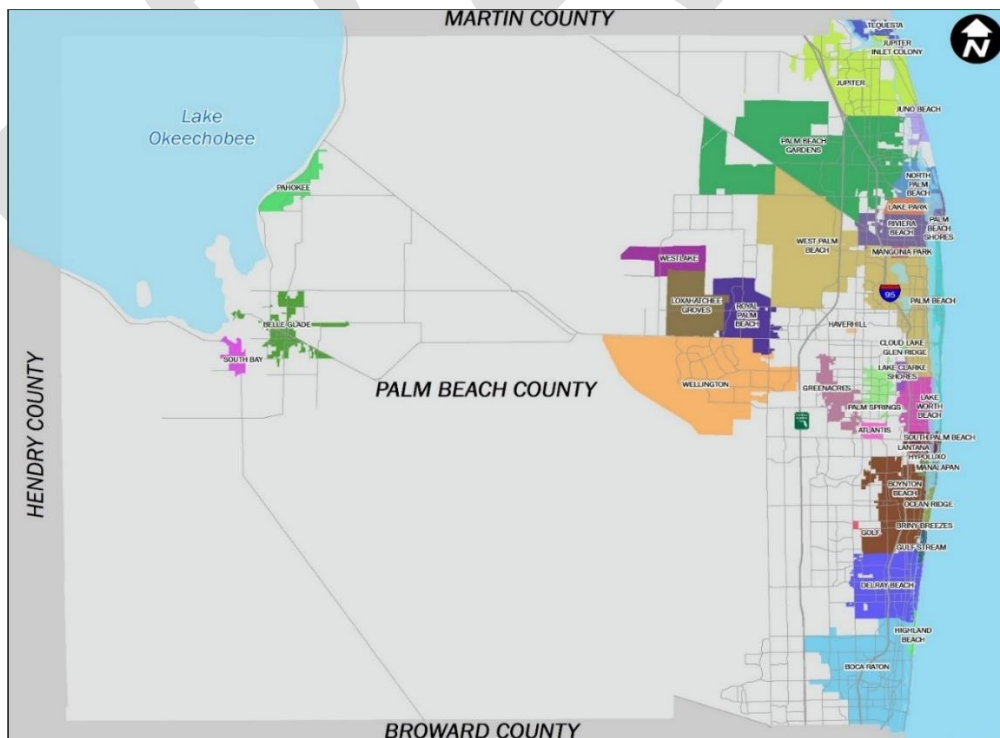 MARTIN COUNTY
N
TEQUESTA
JUPITER
INLET COLONY
JUPITER
JUNO BEACH
Lake
Okeechobee
PALM BEACH
GARDENS
PAHOKEE
NORTH
PALM
BEACH
LAKE PARK
RIVIERA
BEACH
PALM
BEACH
SHORES
WEST PALM
BEACH
MANGONIA PARK
WESTLAKE
95
LOXAHATCHEE
GROVES
ROYAL
PALM
BEACH
PALM BEACH
BELLE GLADE
HAVERHILL
SOUTH BAY
CLOUD LAKE
GLEN RIDGE
LAKE CLARKE
SHORES
HENDRY COUNTY
PALM BEACH COUNTY
WELLINGTON
GREENACRES
PALM SPRINGS
LAKE
WORTH
BEACH
ATLANTIS
SOUTH PALM BEACH
LANTANA
HYPOLUXO
MANALAPAN
BOYNTON
BEACH
OCEAN RIDGE
BRINY BREEZES
GOLF
GULF STREAM
DELRAY BEACH
HIGHLAND
BEACH
BOCA RATON
BROWARD COUNTY